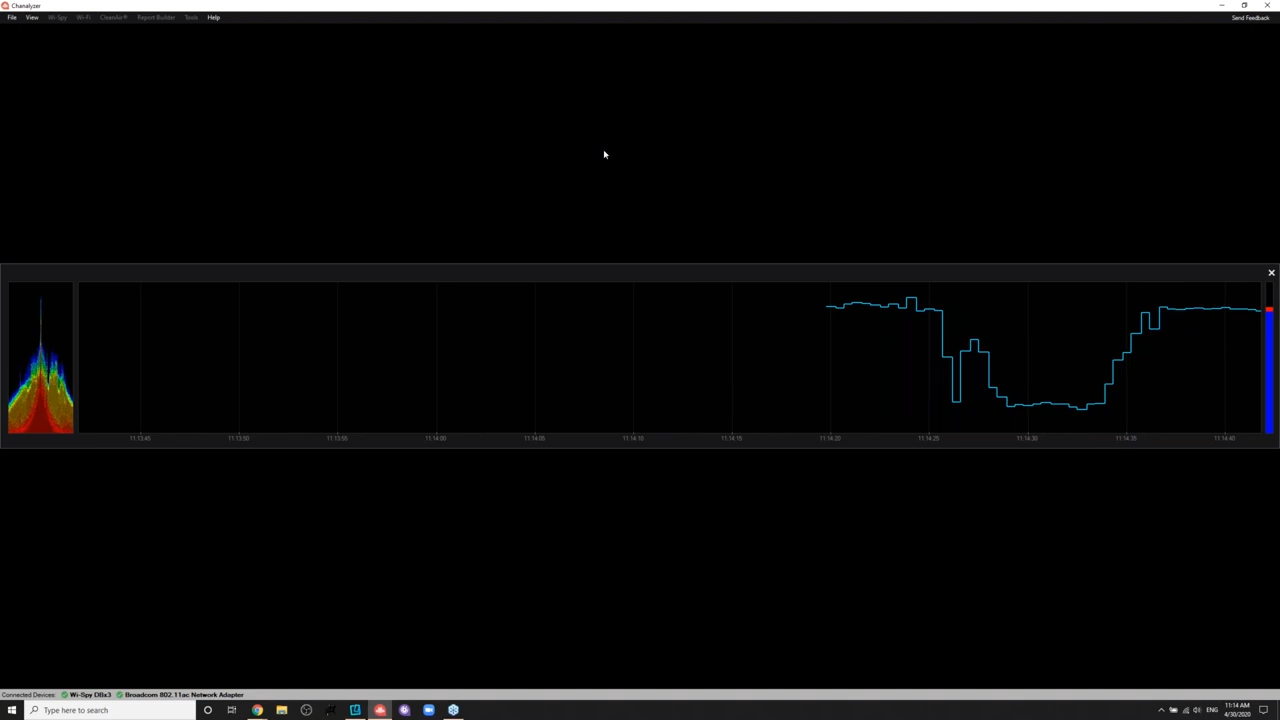 Chanalyzer
File View Wi-Spy Wi-Fi CleanAir® Report Builder Tools Help Send Feedback
11:13:45 11:13:50 11:13:55 11:14:00 11:14:05 11:14:10 11:14:15 11:14:20 11:14:25 11:14:30 11:14:35 11:14:40
Connected Devices: Wi-Spy DBx3 Broadcom 802.11ac Network Adapter
Type here to search ENG 11:14 AM
4/30/2020